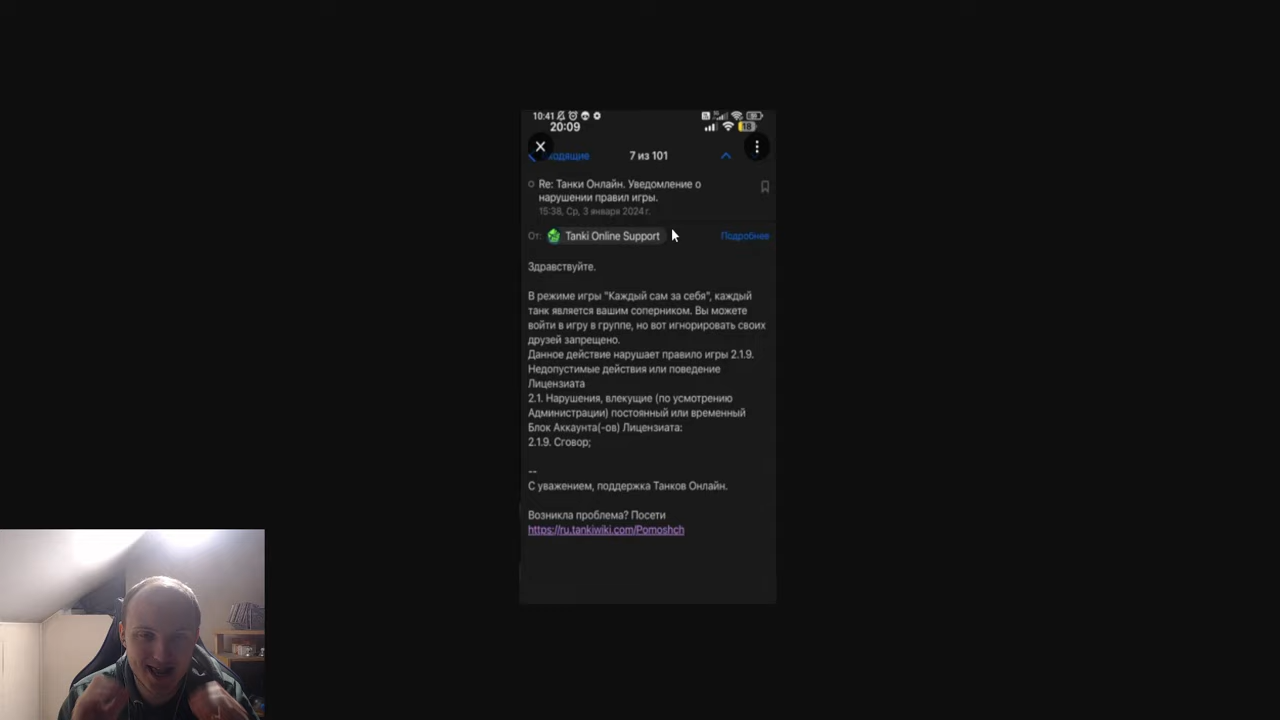 10:41
20:09
18
ходящие
7 из 101
Re: Танки Онлайн. Уведомление о
нарушении правил игры.
15:38, Ср, 3 января 2024 г.
От: Tanki Online Support
Подробнее
Здравствуйте.
В режиме игры "Каждый сам за себя", каждый
танк является вашим соперником. Вы можете
войти в игру в группе, но вот игнорировать своих
друзей запрещено.
Данное действие нарушает правило игры 2.1.9.
Недопустимые действия или поведение
Лицензиата
2.1. Нарушения, влекущие (по усмотрению
Администрации) постоянный или временный
Блок Аккаунта(-ов) Лицензиата:
2.1.9. Сговор;
--
С уважением, поддержка Танков Онлайн.
Возникла проблема? Посети
https://ru.tankiwiki.com/Pomoshch